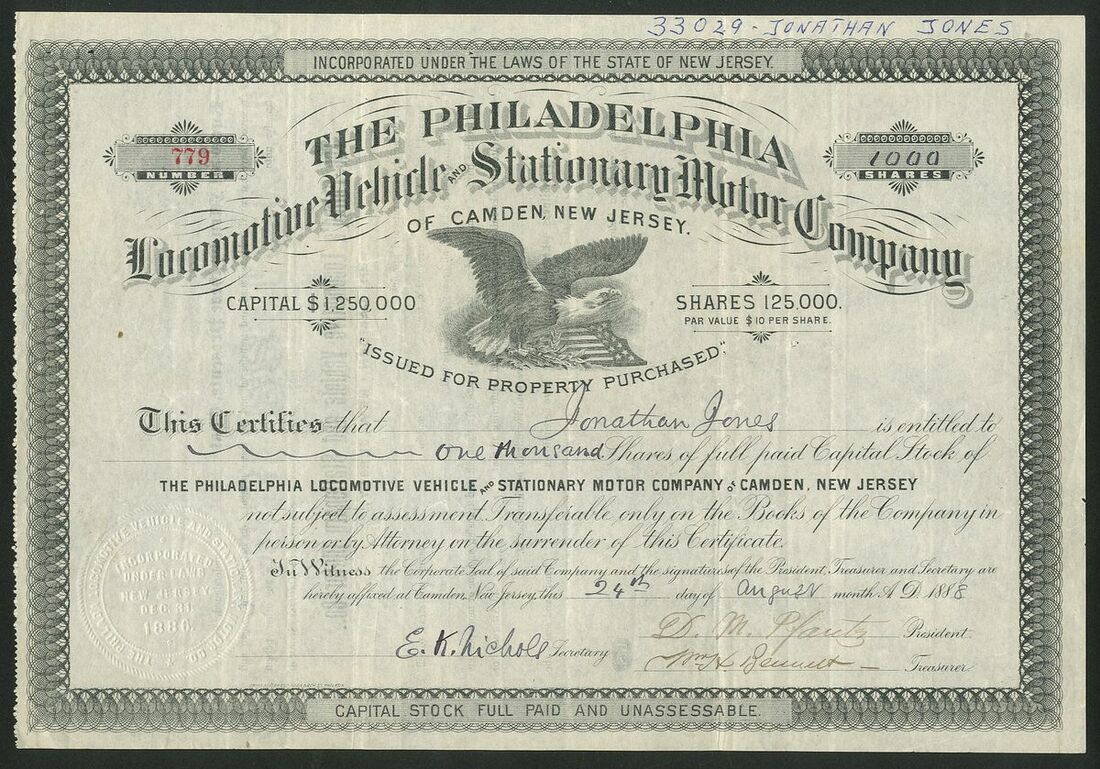 33029-JONATHAN JONES
INCORPORATED UNDER THE LAWS OF THE STATE OF NEW JERSEY.
779
NUMBER
1000
SHARES
THE PHILADELPHIA
Locomotive Vehicle AND Stationary Motor Company
OF CAMDEN, NEW JERSEY.
CAPITAL $1,250,000
SHARES 125,000.
PAR VALUE $10 PER SHARE.
"ISSUED FOR PROPERTY PURCHASED."
This Certifies that Jonathan Jones is entitled to
One thousand Shares of full paid Capital Stock of
THE PHILADELPHIA LOCOMOTIVE VEHICLE AND STATIONARY MOTOR COMPANY OF CAMDEN, NEW JERSEY
not subject to assessment. Transferable only on the Books of the Company in
person or by Attorney on the surrender of this Certificate.
In Witness the Corporate Seal of said Company and the signatures of the President, Treasurer and Secretary are
hereby affixed at Camden, New Jersey, this 24th day of August month A D 1888
INCORPORATED
UNDER LAWS
NEW JERSEY
DEC. 31.
1886.
E. K. Nichols Secretary
D. M. Pfautz President.
Wm H Bennett Treasurer
CAPITAL STOCK FULL PAID AND UNASSESSABLE.